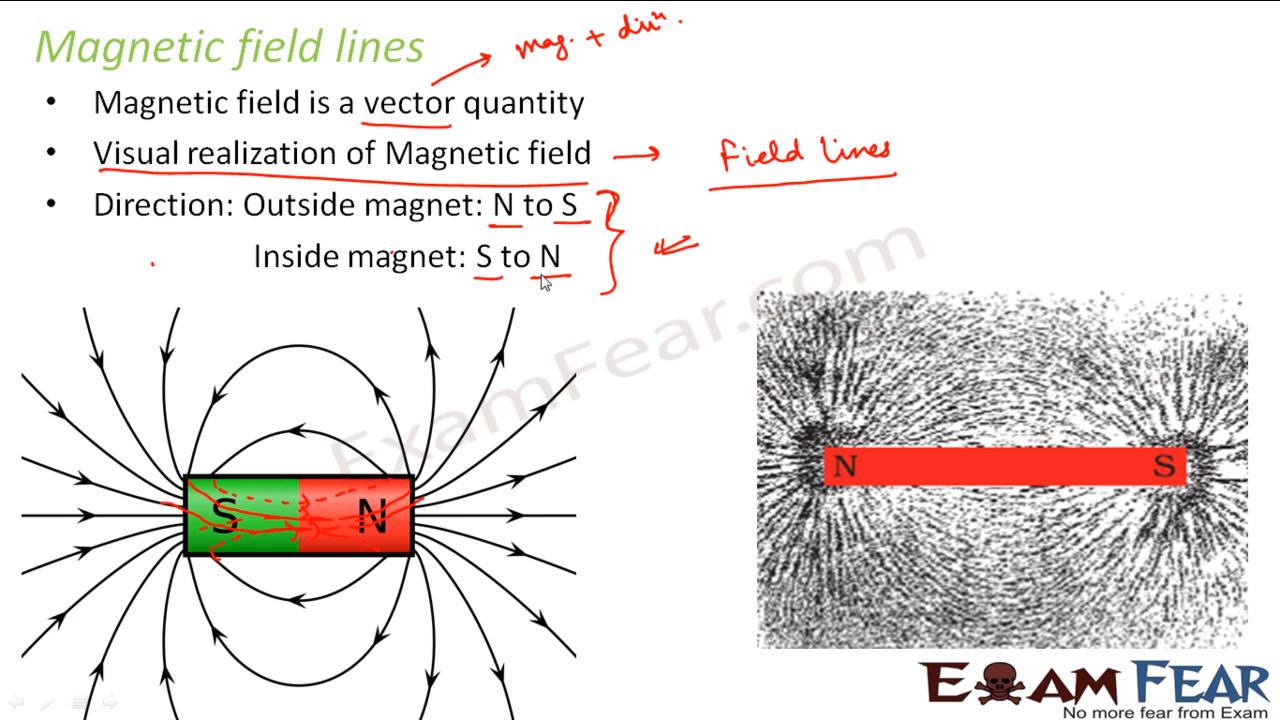 Magnetic field lines
mag. + dirⁿ.
• Magnetic field is a vector quantity
• Visual realization of Magnetic field → Field lines
• Direction: Outside magnet: N to S
Inside magnet: S to N
ExamFear.com
S N
N S
EXAM FEAR
No more fear from Exam